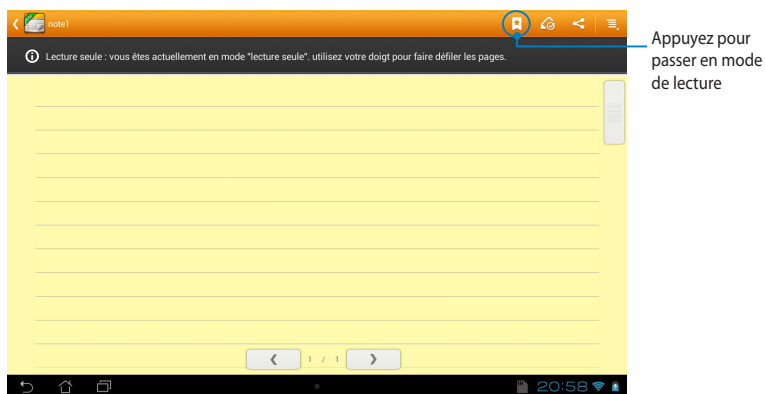 note1
Lecture seule : vous êtes actuellement en mode "lecture seule". utilisez votre doigt pour faire défiler les pages.
Appuyez pour
passer en mode
de lecture
1 / 1
20:58